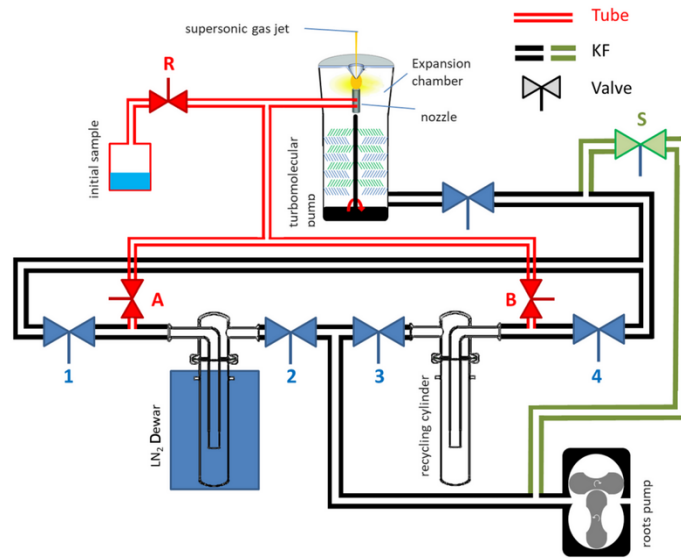 supersonic gas jet
Tube
R
Expansion
chamber
KF
Valve
nozzle
S
initial sample
turbomolecular
pump
A
B
1
2
3
4
LN2 Dewar
recycling cylinder
roots pump